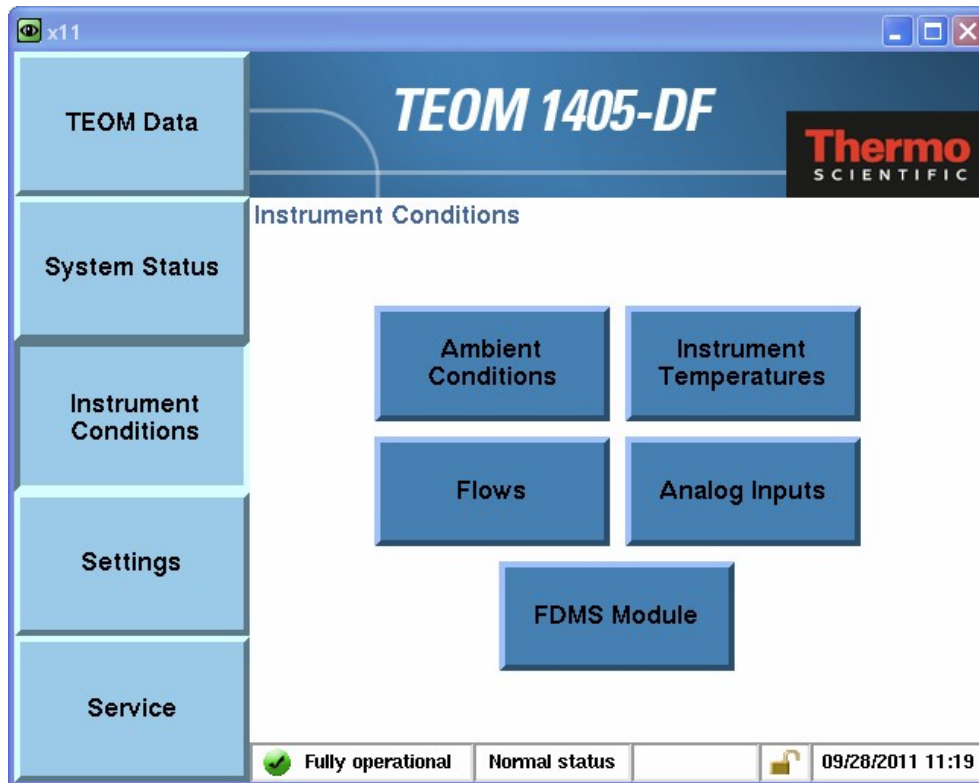 x11
TEOM Data
TEOM 1405-DF
Thermo
SCIENTIFIC
System Status
Instrument Conditions
Ambient
Conditions
Instrument
Temperatures
Instrument
Conditions
Flows
Analog Inputs
Settings
FDMS Module
Service
Fully operational
Normal status
09/28/2011 11:19